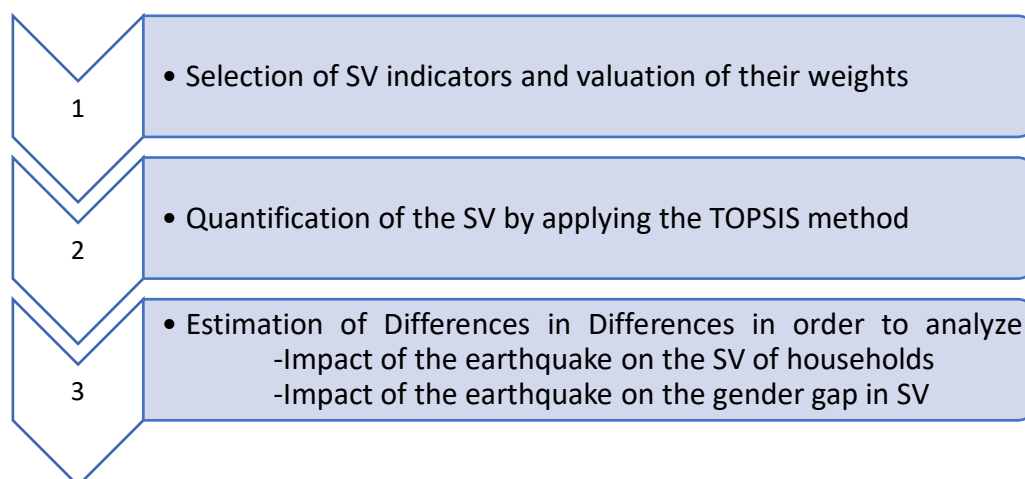 1
• Selection of SV indicators and valuation of their weights
2
• Quantification of the SV by applying the TOPSIS method
3
• Estimation of Differences in Differences in order to analyze
-Impact of the earthquake on the SV of households
-Impact of the earthquake on the gender gap in SV